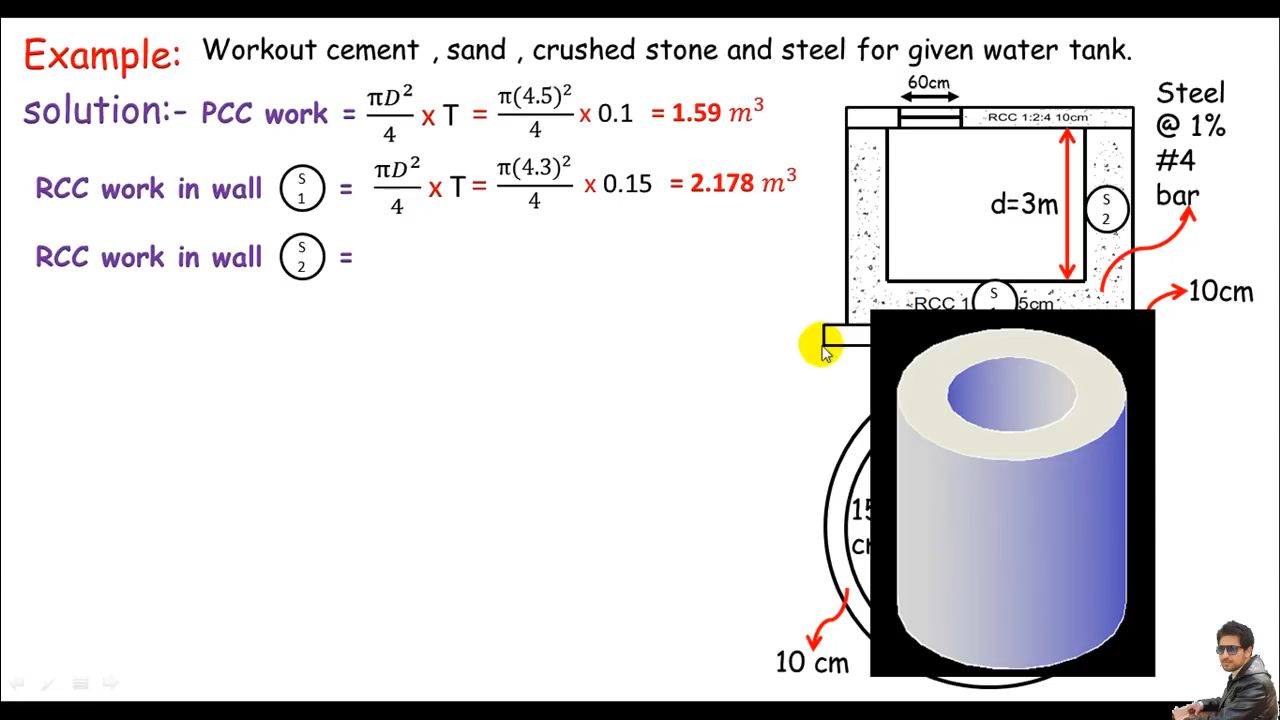 Example: Workout cement , sand , crushed stone and steel for given water tank.
solution:- PCC work = πD²/4 x T = π(4.5)²/4 x 0.1 = 1.59 m³
RCC work in wall S1 = πD²/4 x T = π(4.3)²/4 x 0.15 = 2.178 m³
RCC work in wall S2 =
60cm
RCC 1:2:4 10cm
Steel
@ 1%
#4
bar
d=3m
S
2
10cm
RCC 1
S
5cm
15
10 cm